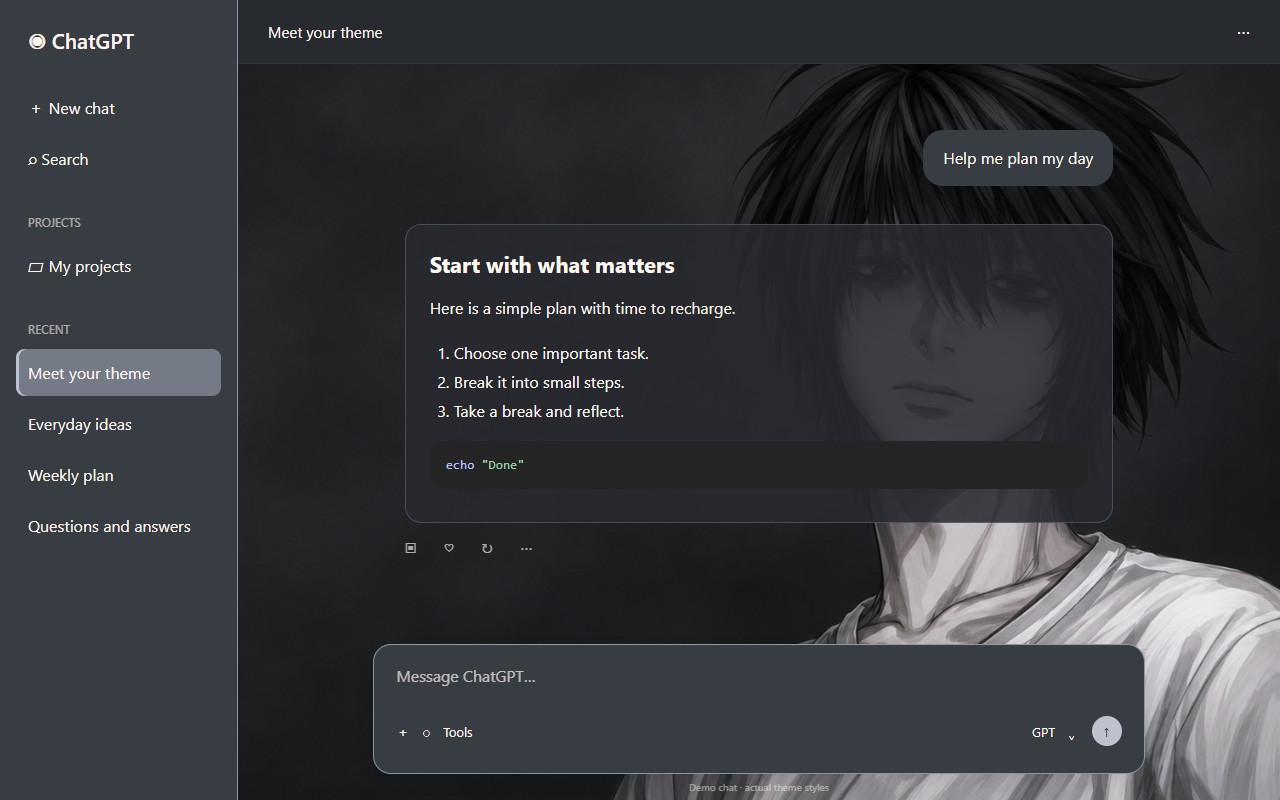 ChatGPT
+ New chat
Search
PROJECTS
My projects
RECENT
Meet your theme
Everyday ideas
Weekly plan
Questions and answers
Meet your theme
...
Help me plan my day
Start with what matters
Here is a simple plan with time to recharge.
1. Choose one important task.
2. Break it into small steps.
3. Take a break and reflect.
echo "Done"
...
Message ChatGPT...
+ ○ Tools
GPT
↑
Demo chat · actual theme styles